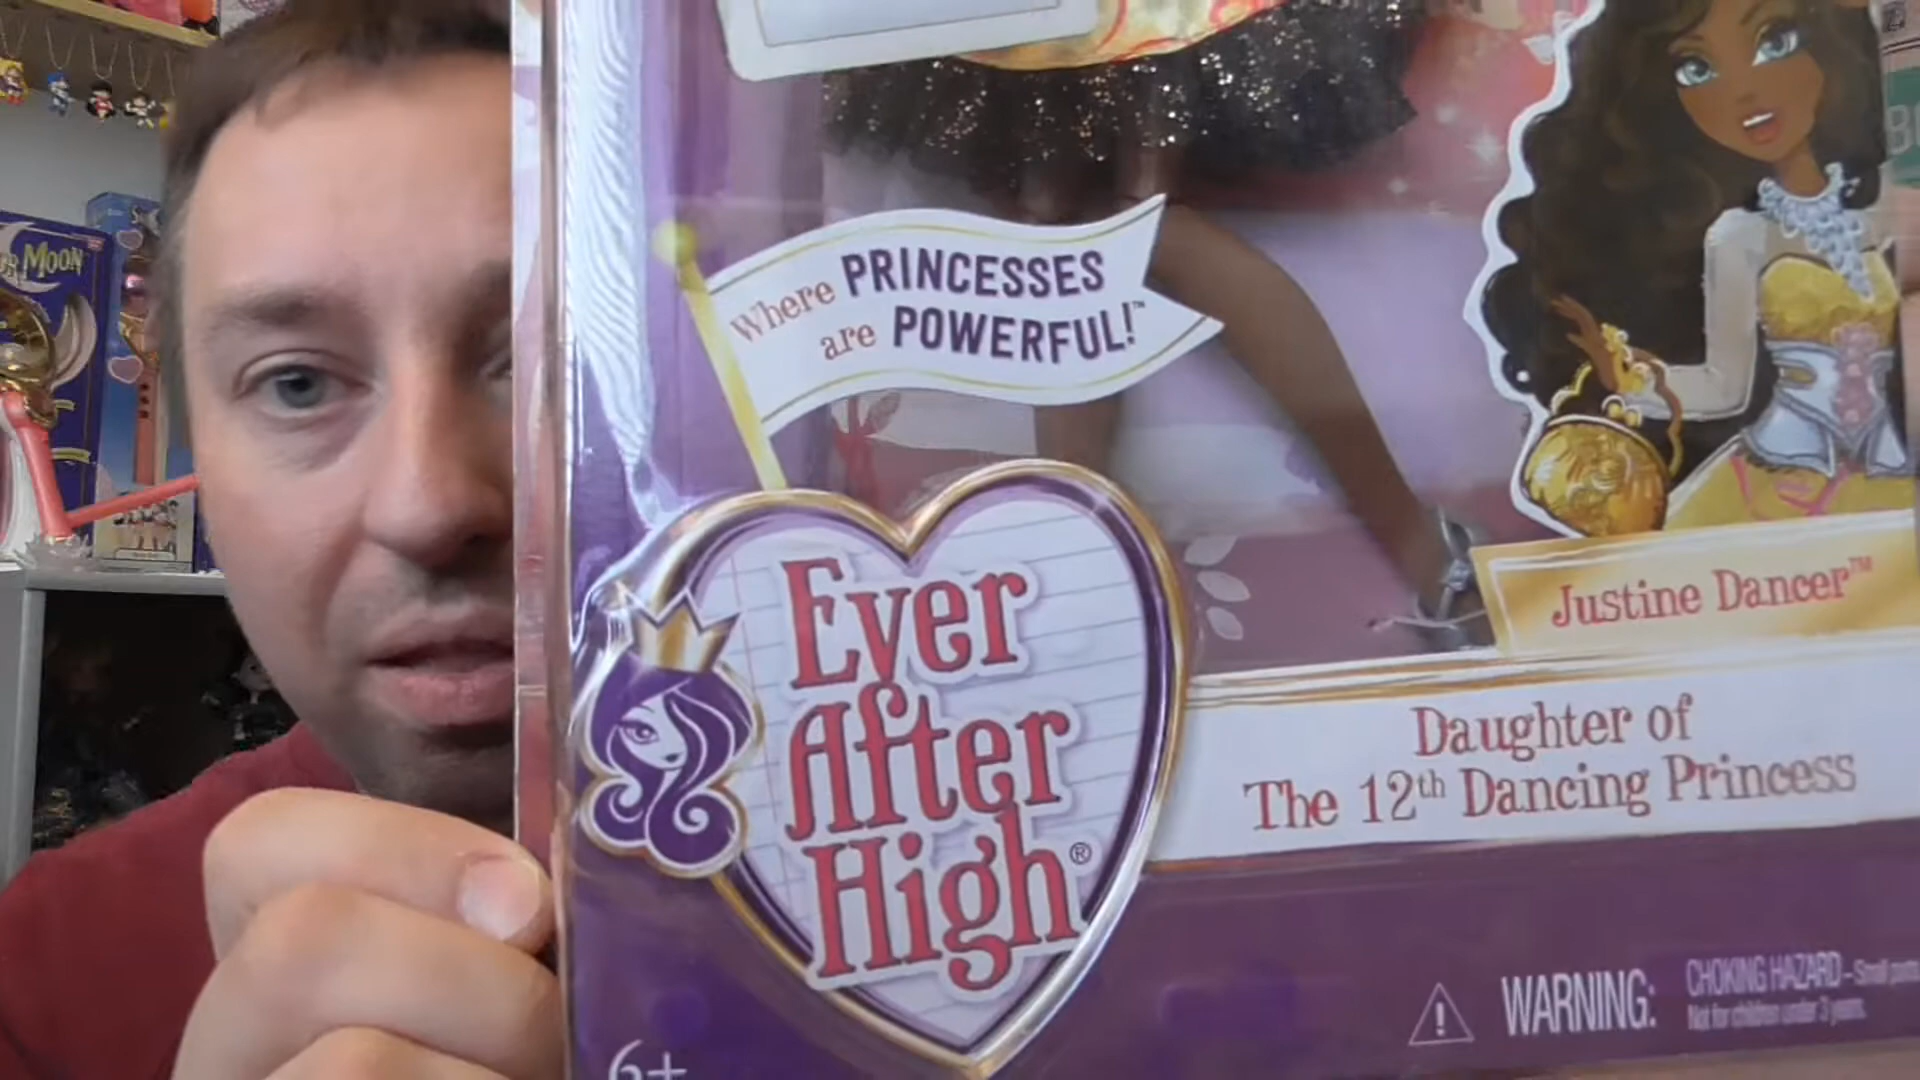 R MOON
Where PRINCESSES
are POWERFUL!™
Ever
After
High®
Justine Dancer™
Daughter of
The 12th Dancing Princess
WARNING:
CHOKING HAZARD – Small parts
Not for children under 3 years.
6+